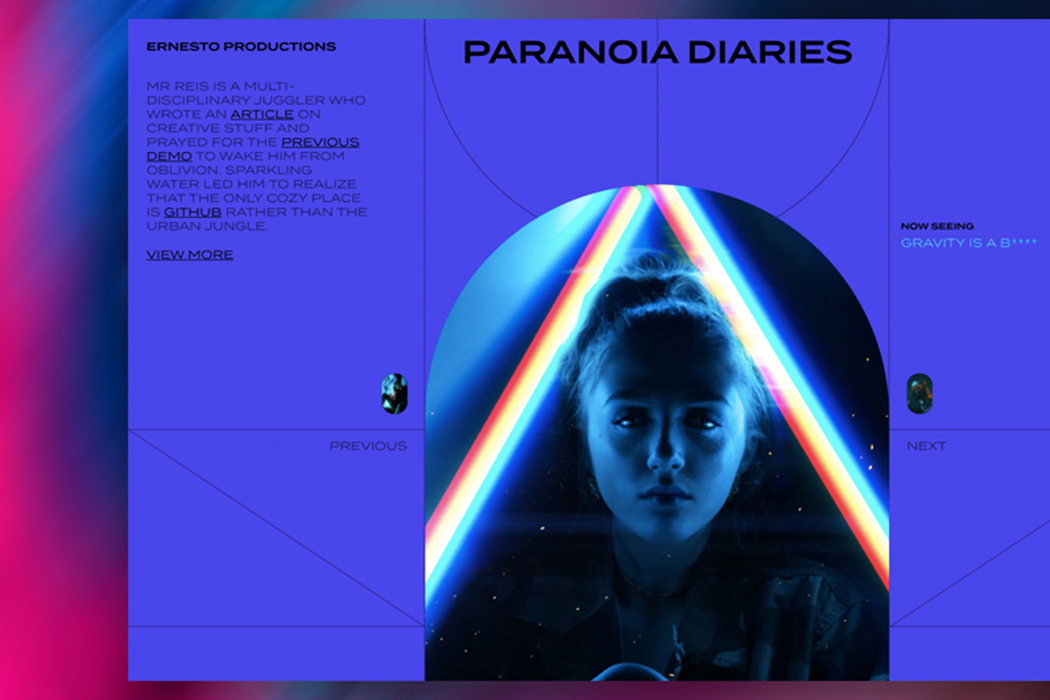 ERNESTO PRODUCTIONS
PARANOIA DIARIES
MR REIS IS A MULTI-
DISCIPLINARY JUGGLER WHO
WROTE AN ARTICLE ON
CREATIVE STUFF AND
PRAYED FOR THE PREVIOUS
DEMO TO WAKE HIM FROM
OBLIVION. SPARKLING
WATER LED HIM TO REALIZE
THAT THE ONLY COZY PLACE
IS GITHUB RATHER THAN THE
URBAN JUNGLE.
VIEW MORE
NOW SEEING
GRAVITY IS A B****
PREVIOUS
NEXT